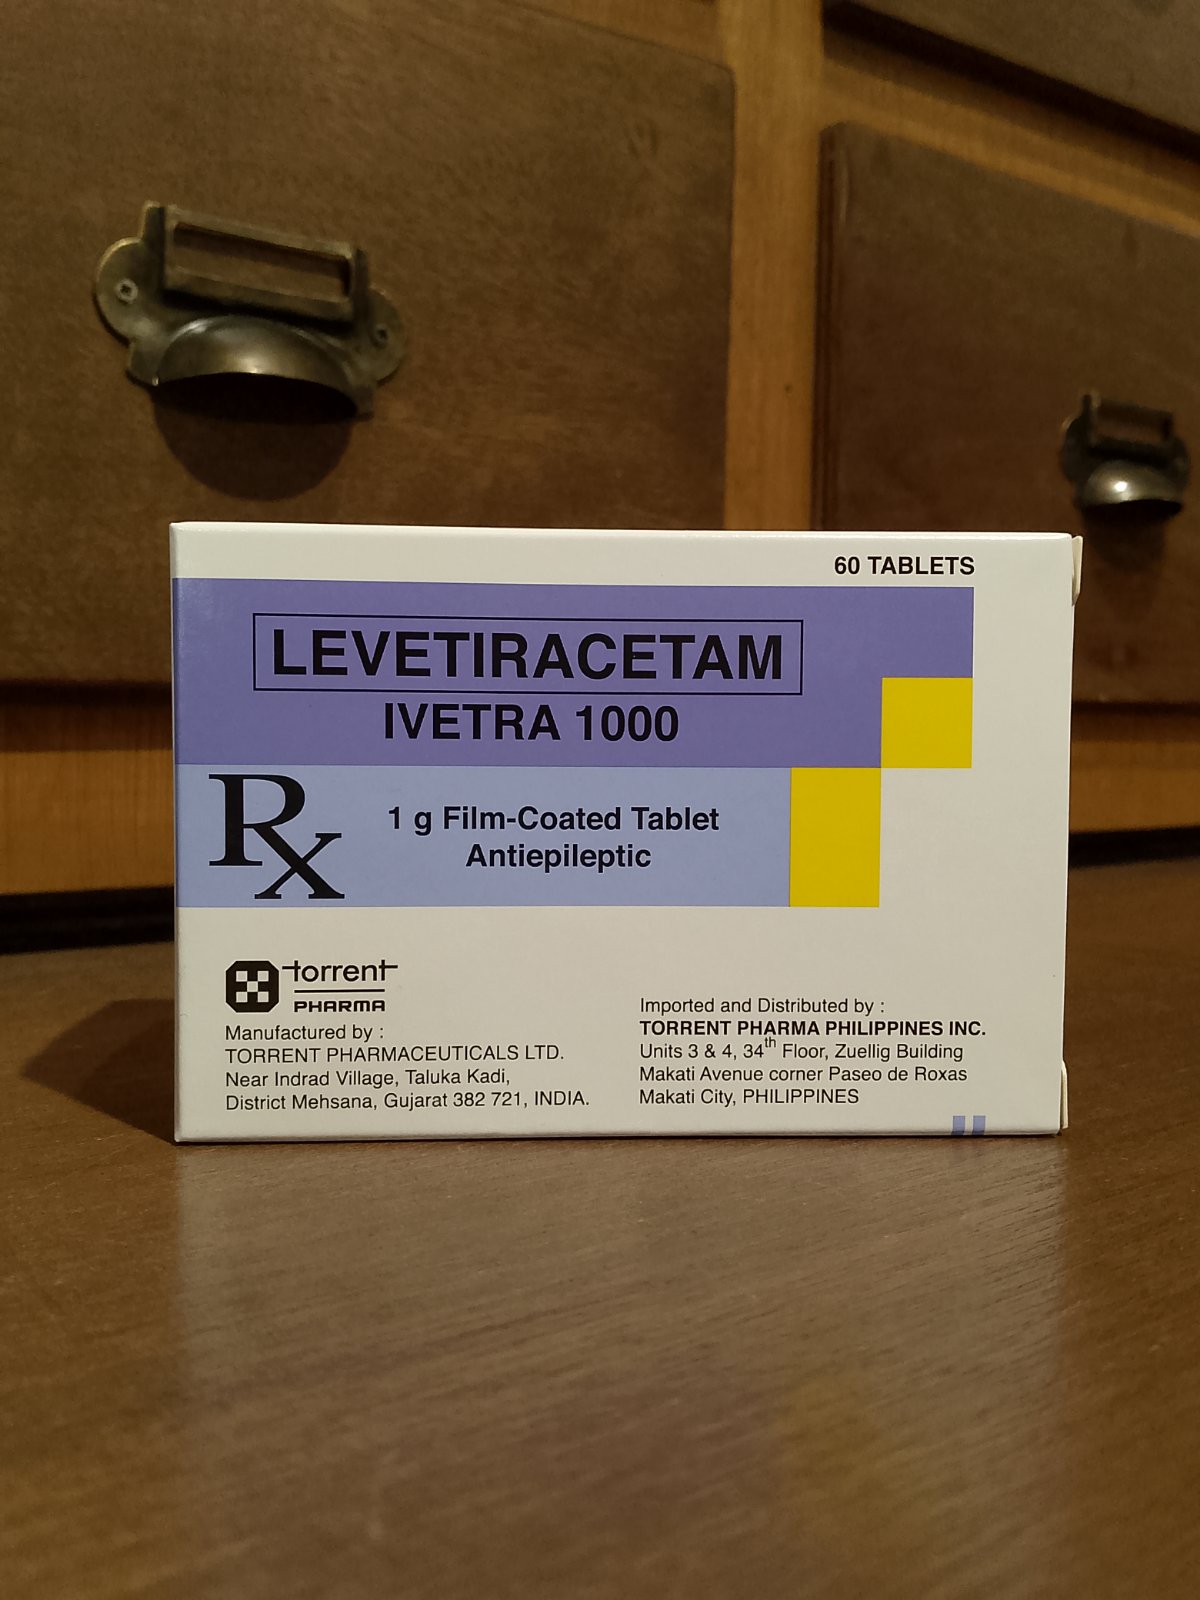 60 TABLETS
LEVETIRACETAM
IVETRA 1000
Rx
1 g Film-Coated Tablet
Antiepileptic
torrent
PHARMA
Manufactured by :
TORRENT PHARMACEUTICALS LTD.
Near Indrad Village, Taluka Kadi,
District Mehsana, Gujarat 382 721, INDIA.
Imported and Distributed by :
TORRENT PHARMA PHILIPPINES INC.
Units 3 & 4, 34th Floor, Zuellig Building
Makati Avenue corner Paseo de Roxas
Makati City, PHILIPPINES